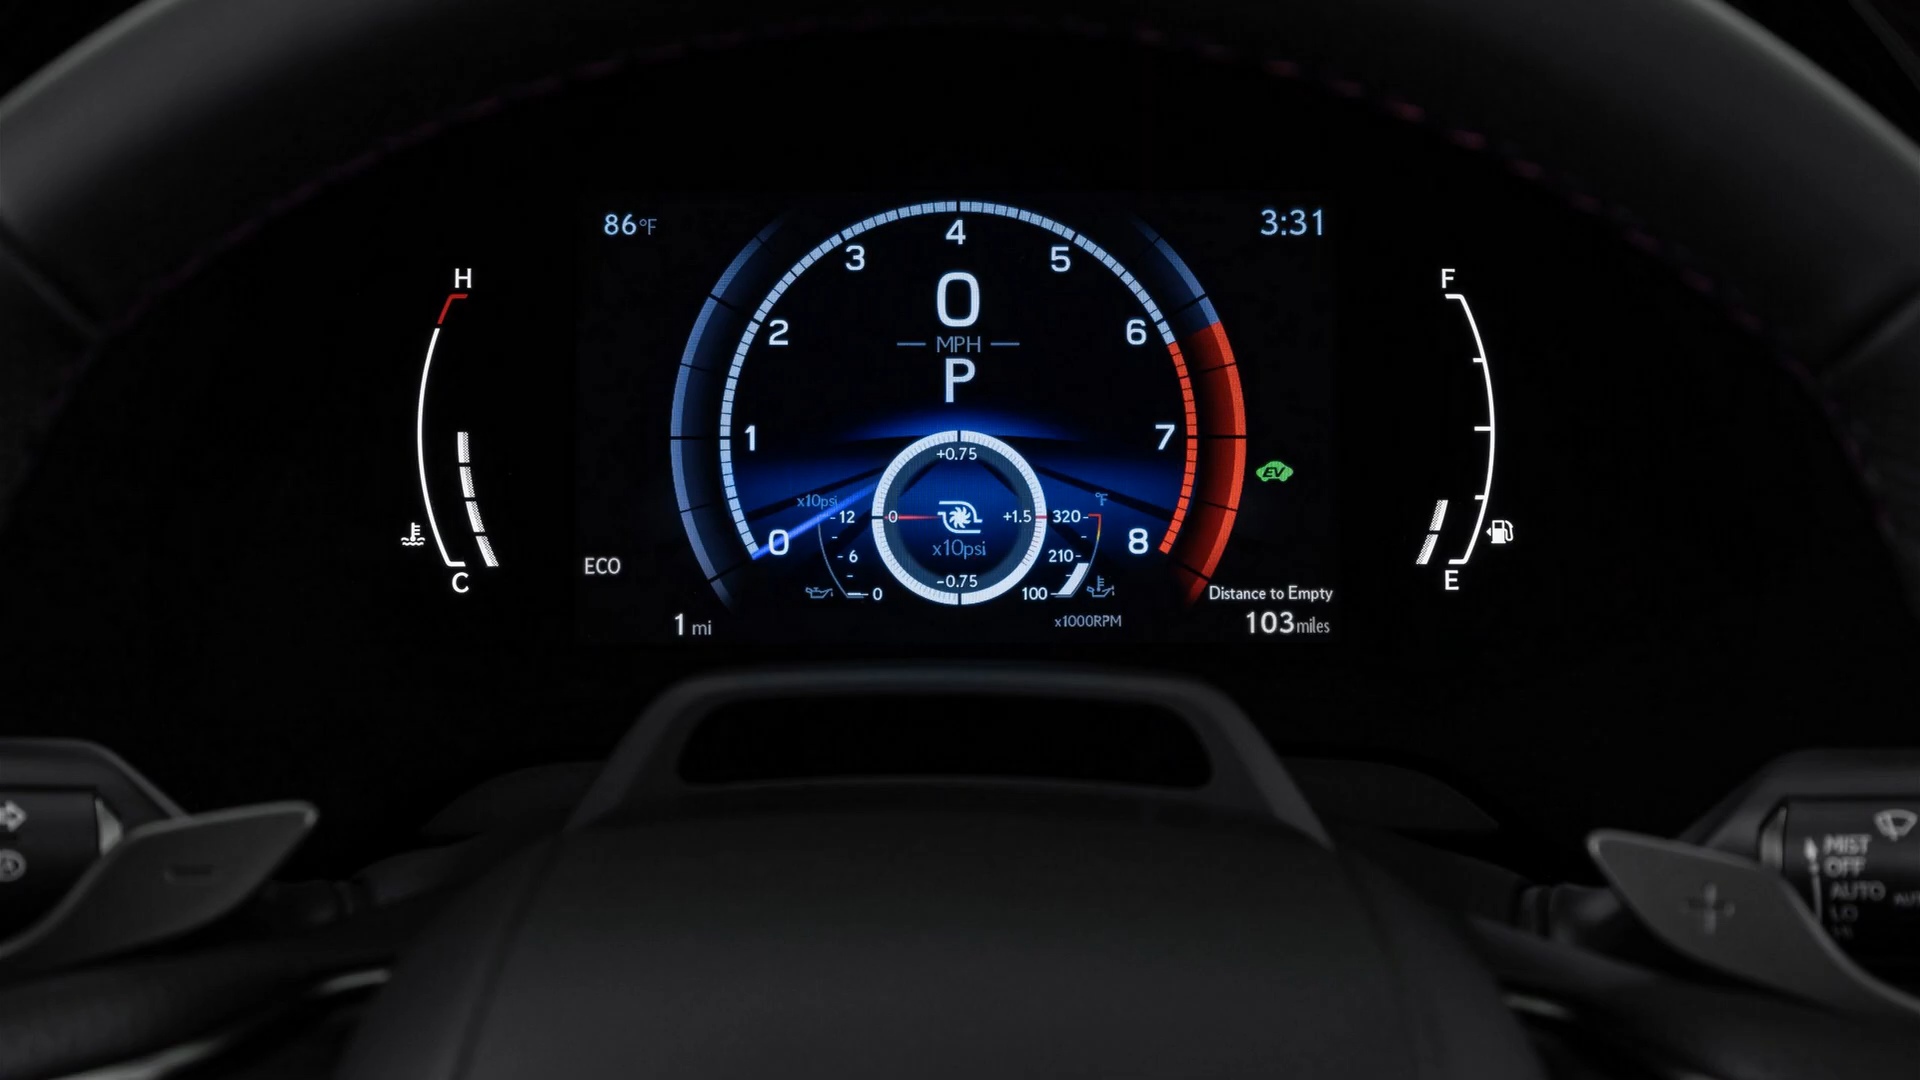 86°F
3:31
H
C
F
E
4
3
5
2
6
1
7
0
8
0
MPH
P
+0.75
0
+1.5
x10psi
-0.75
x10psi
12
6
0
°F
320
210
100
x1000RPM
EV
ECO
1 mi
Distance to Empty
103 miles
MIST
OFF
AUTO
LO